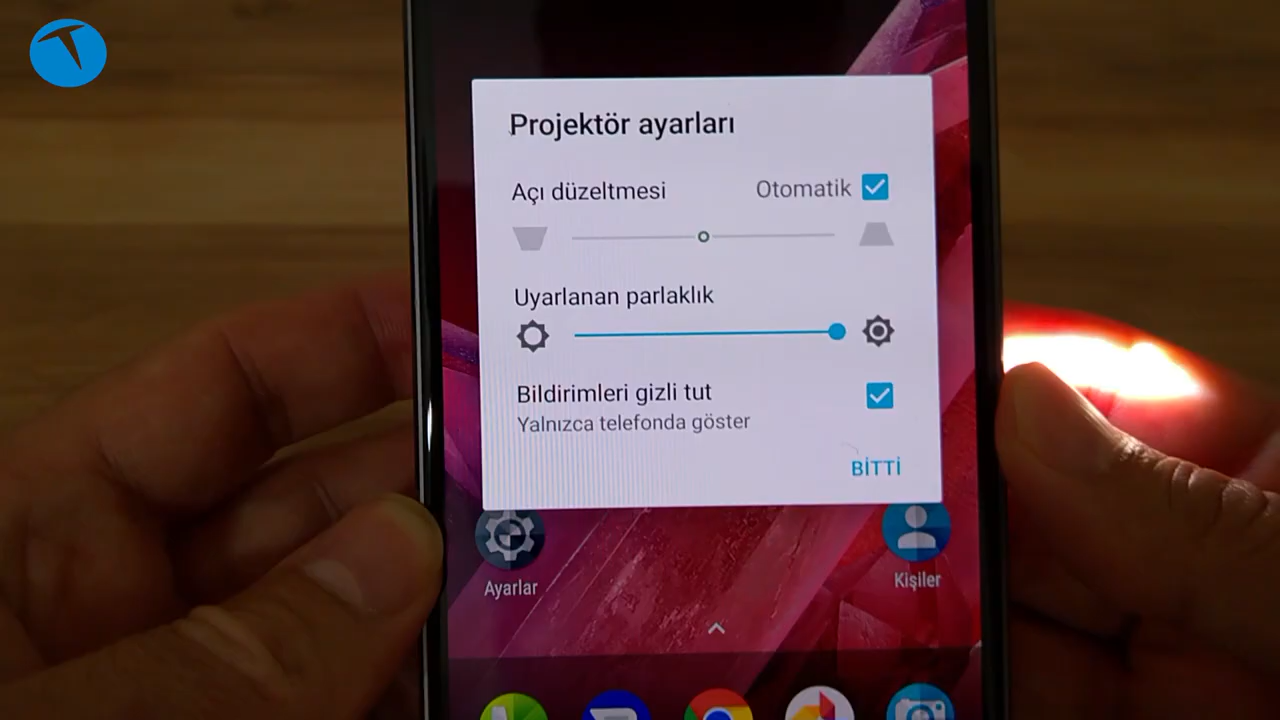 Projektör ayarları
Açı düzeltmesi Otomatik
Uyarlanan parlaklık
Bildirimleri gizli tut
Yalnızca telefonda göster
BİTTİ
Ayarlar Kişiler